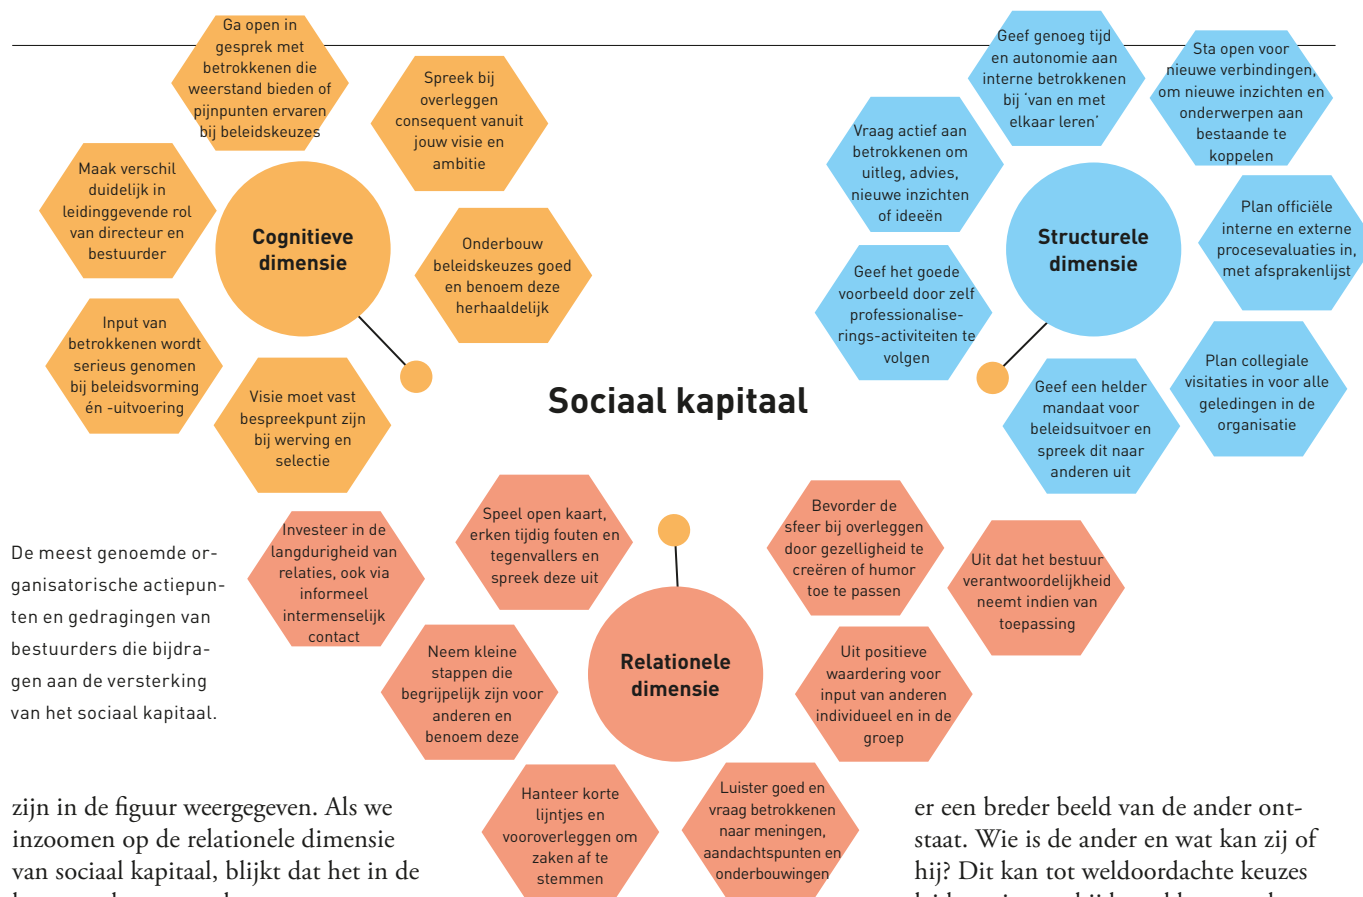 Ga open in
gesprek met
betrokkenen die
weerstand bieden of
pijnpunten ervaren
bij beleidskeuzes
Spreek bij
overleggen
consequent vanuit
jouw visie en
ambitie
Maak verschil
duidelijk in
leidinggevende rol
van directeur en
bestuurder
Cognitieve
dimensie
Onderbouw
beleidskeuzes goed
en benoem deze
herhaaldelijk
Input van
betrokkenen wordt
serieus genomen
bij beleidsvorming
én -uitvoering
Visie moet vast
bespreekpunt zijn
bij werving en
selectie
Geef genoeg tijd
en autonomie aan
interne betrokkenen
bij ‘van en met
elkaar leren’
Sta open voor
nieuwe verbindingen,
om nieuwe inzichten en
onderwerpen aan
bestaande te
koppelen
Vraag actief aan
betrokkenen om
uitleg, advies,
nieuwe inzichten
of ideeën
Structurele
dimensie
Plan officiële
interne en externe
procesevaluaties in,
met afsprakenlijst
Geef het goede
voorbeeld door zelf
professionalise-
rings-activiteiten te
volgen
Plan collegiale
visitaties in voor alle
geledingen in de
organisatie
Geef een helder
mandaat voor
beleidsuitvoer en
spreek dit naar
anderen uit
Sociaal kapitaal
Investeer in de
langdurigheid van
relaties, ook via
informeel
intermenselijk
contact
Speel open kaart,
erken tijdig fouten en
tegenvallers en
spreek deze uit
Bevorder de
sfeer bij overleggen
door gezelligheid te
creëren of humor
toe te passen
Uit dat het bestuur
verantwoordelijkheid
neemt indien van
toepassing
Neem kleine
stappen die
begrijpelijk zijn voor
anderen en
benoem deze
Relationele
dimensie
Uit positieve
waardering voor
input van anderen
individueel en in de
groep
Hanteer korte
lijntjes en
vooroverleggen om
zaken af te
stemmen
Luister goed en
vraag betrokkenen
naar meningen,
aandachtspunten en
onderbouwingen
De meest genoemde or-
ganisatorische actiepun-
ten en gedragingen van
bestuurders die bijdra-
gen aan de versterking
van het sociaal kapitaal.
zijn in de figuur weergegeven. Als we
inzoomen op de relationele dimensie
van sociaal kapitaal, blijkt dat het in de
er een breder beeld van de ander ont-
staat. Wie is de ander en wat kan zij of
hij? Dit kan tot weldoordachte keuzes